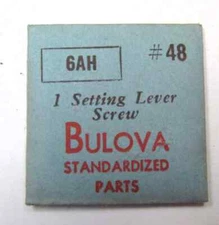 6AH #48
1 Setting Lever
Screw
BULOVA
STANDARDIZED
PARTS